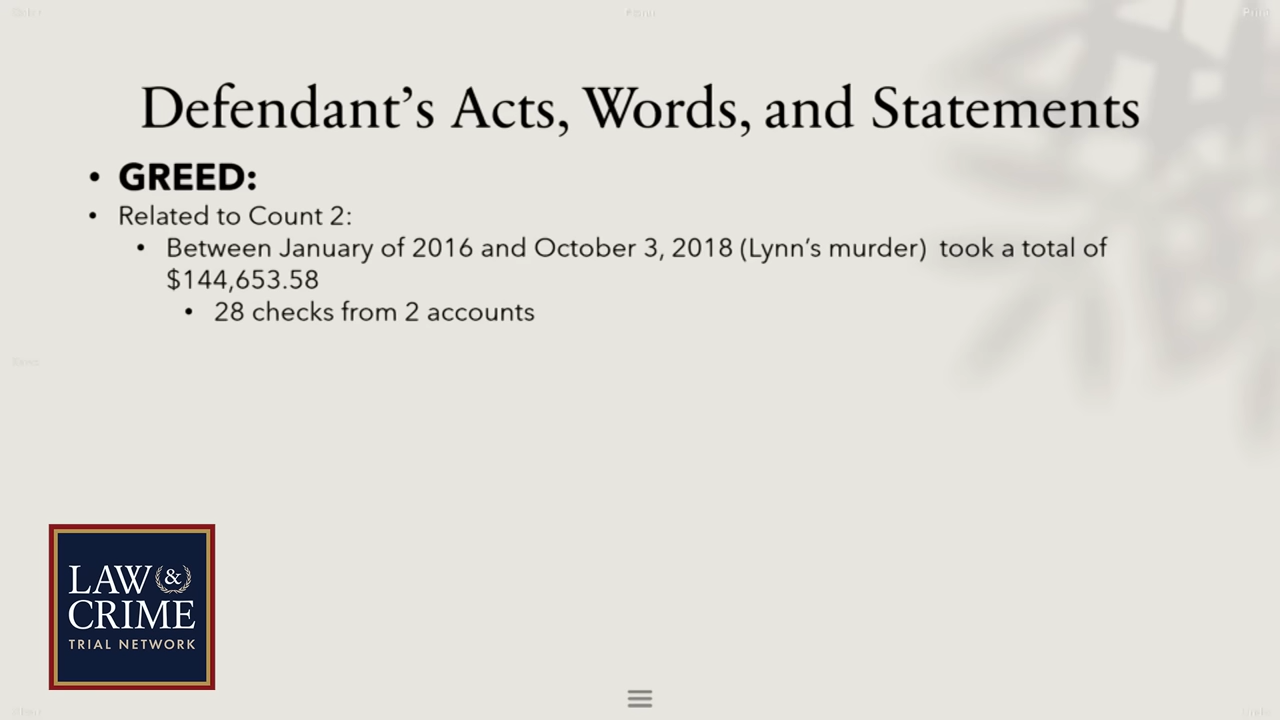 Defendant’s Acts, Words, and Statements
• GREED:
• Related to Count 2:
• Between January of 2016 and October 3, 2018 (Lynn’s murder) took a total of
$144,653.58
• 28 checks from 2 accounts
LAW &
CRIME
TRIAL NETWORK